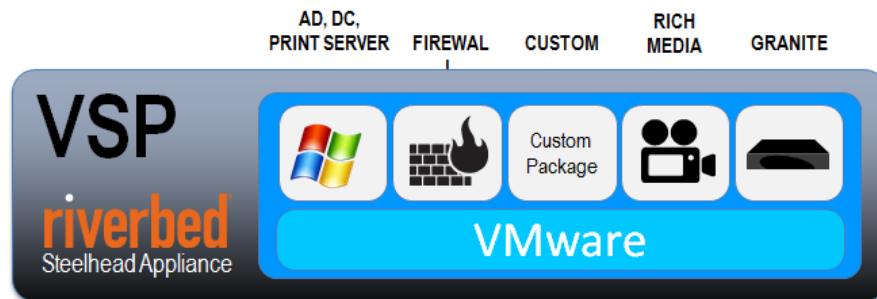 AD, DC,
PRINT SERVER
FIREWAL
L
CUSTOM
RICH
MEDIA
GRANITE
VSP
riverbed
Steelhead Appliance
Custom
Package
VMware